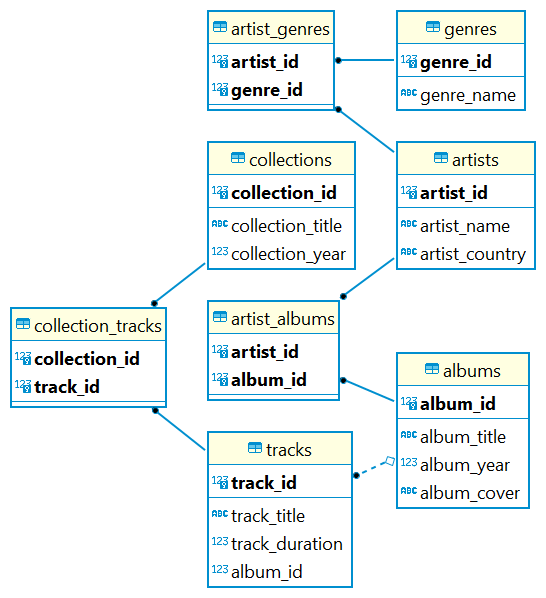 artist_genres
123 artist_id
123 genre_id
genres
123 genre_id
ABC genre_name
collections
123 collection_id
ABC collection_title
123 collection_year
artists
123 artist_id
ABC artist_name
ABC artist_country
collection_tracks
123 collection_id
123 track_id
artist_albums
123 artist_id
123 album_id
albums
123 album_id
ABC album_title
123 album_year
ABC album_cover
tracks
123 track_id
ABC track_title
123 track_duration
123 album_id